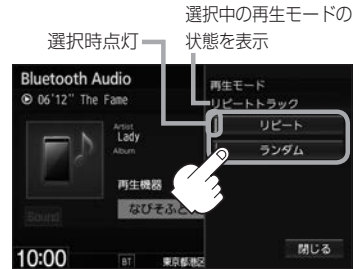 選択中の再生モードの
状態を表示
選択時点灯
Bluetooth Audio
06'12" The Fame
Artist
Lady
Album
再生機器
なびそふと
Sound
10:00
BT
東京都港区
再生モード
リピートトラック
リピート
ランダム
閉じる